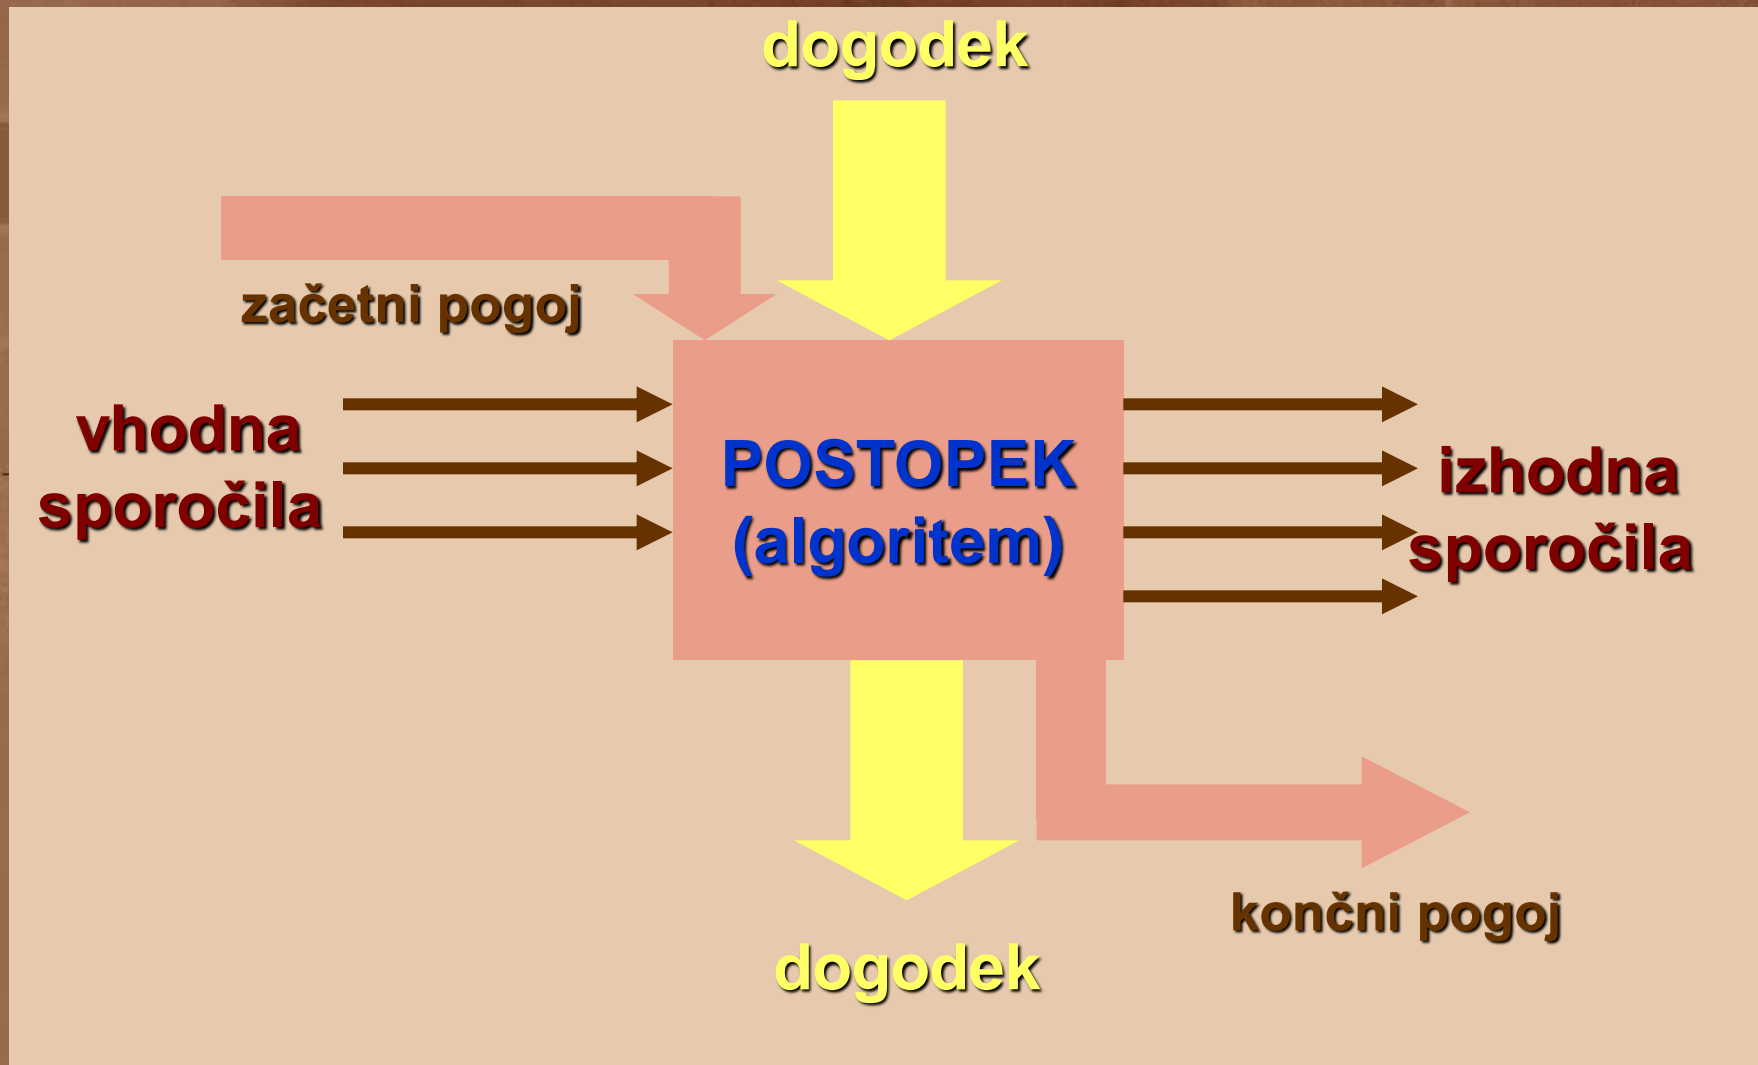 dogodek
začetni pogoj
vhodna
sporočila
POSTOPEK
(algoritem)
izhodna
sporočila
končni pogoj
dogodek